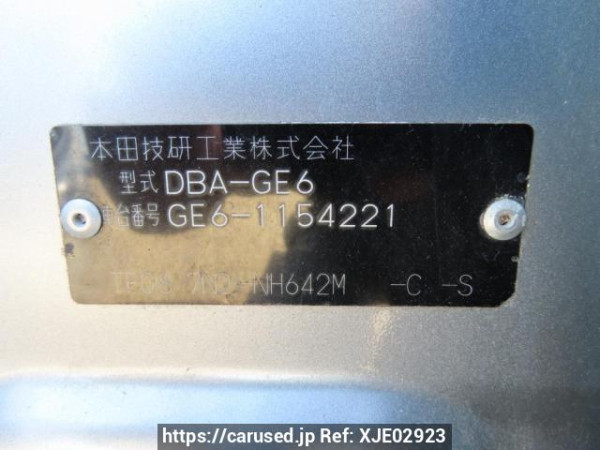 本田技研工業株式会社
型式 DBA-GE6
車台番号 GE6-1154221
NH642M -C -S
https://carused.jp Ref: XJE02923